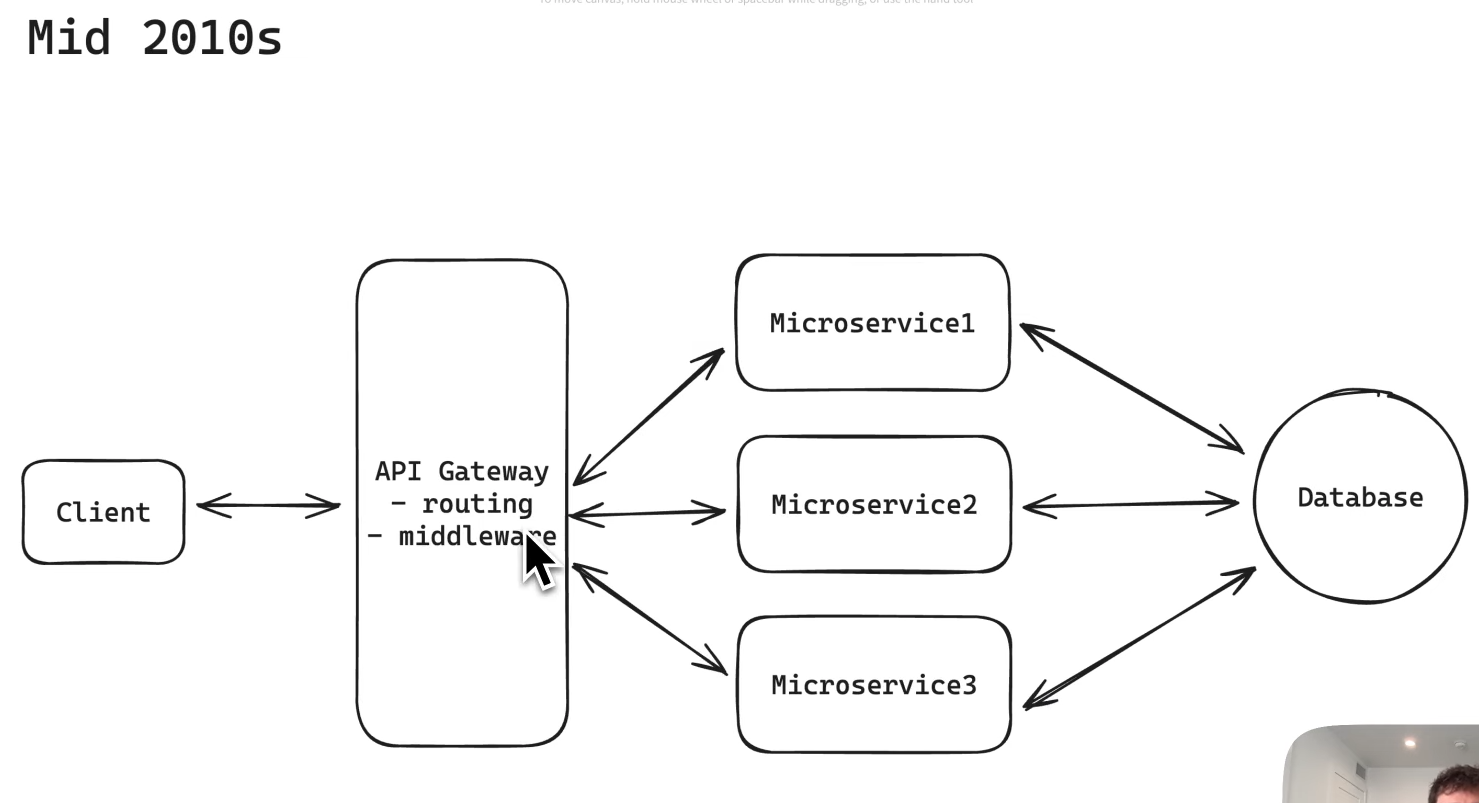 To move canvas, hold mouse wheel or spacebar while dragging, or use the hand tool
Mid 2010s
Client
API Gateway
- routing
- middleware
Microservice1
Microservice2
Microservice3
Database